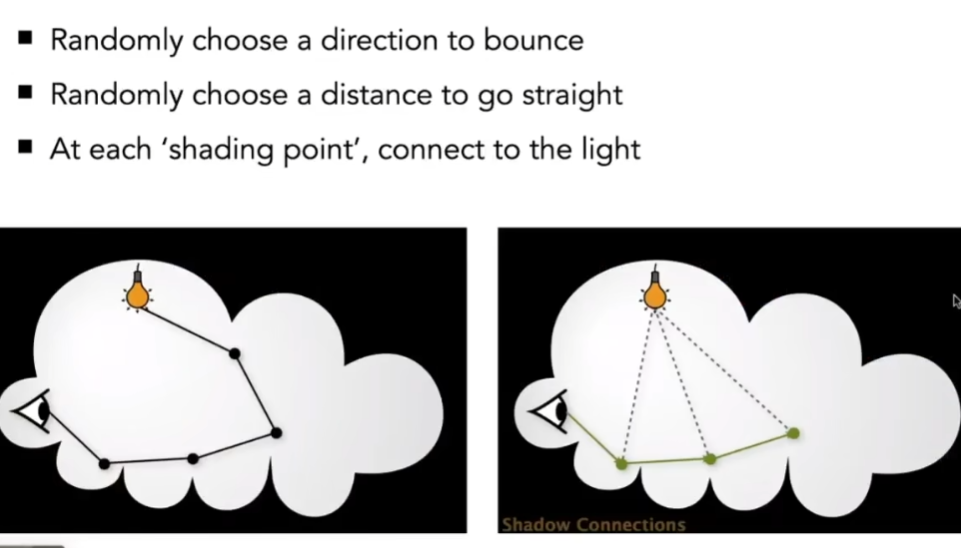 Randomly choose a direction to bounce
Randomly choose a distance to go straight
At each ‘shading point’, connect to the light
Shadow Connections